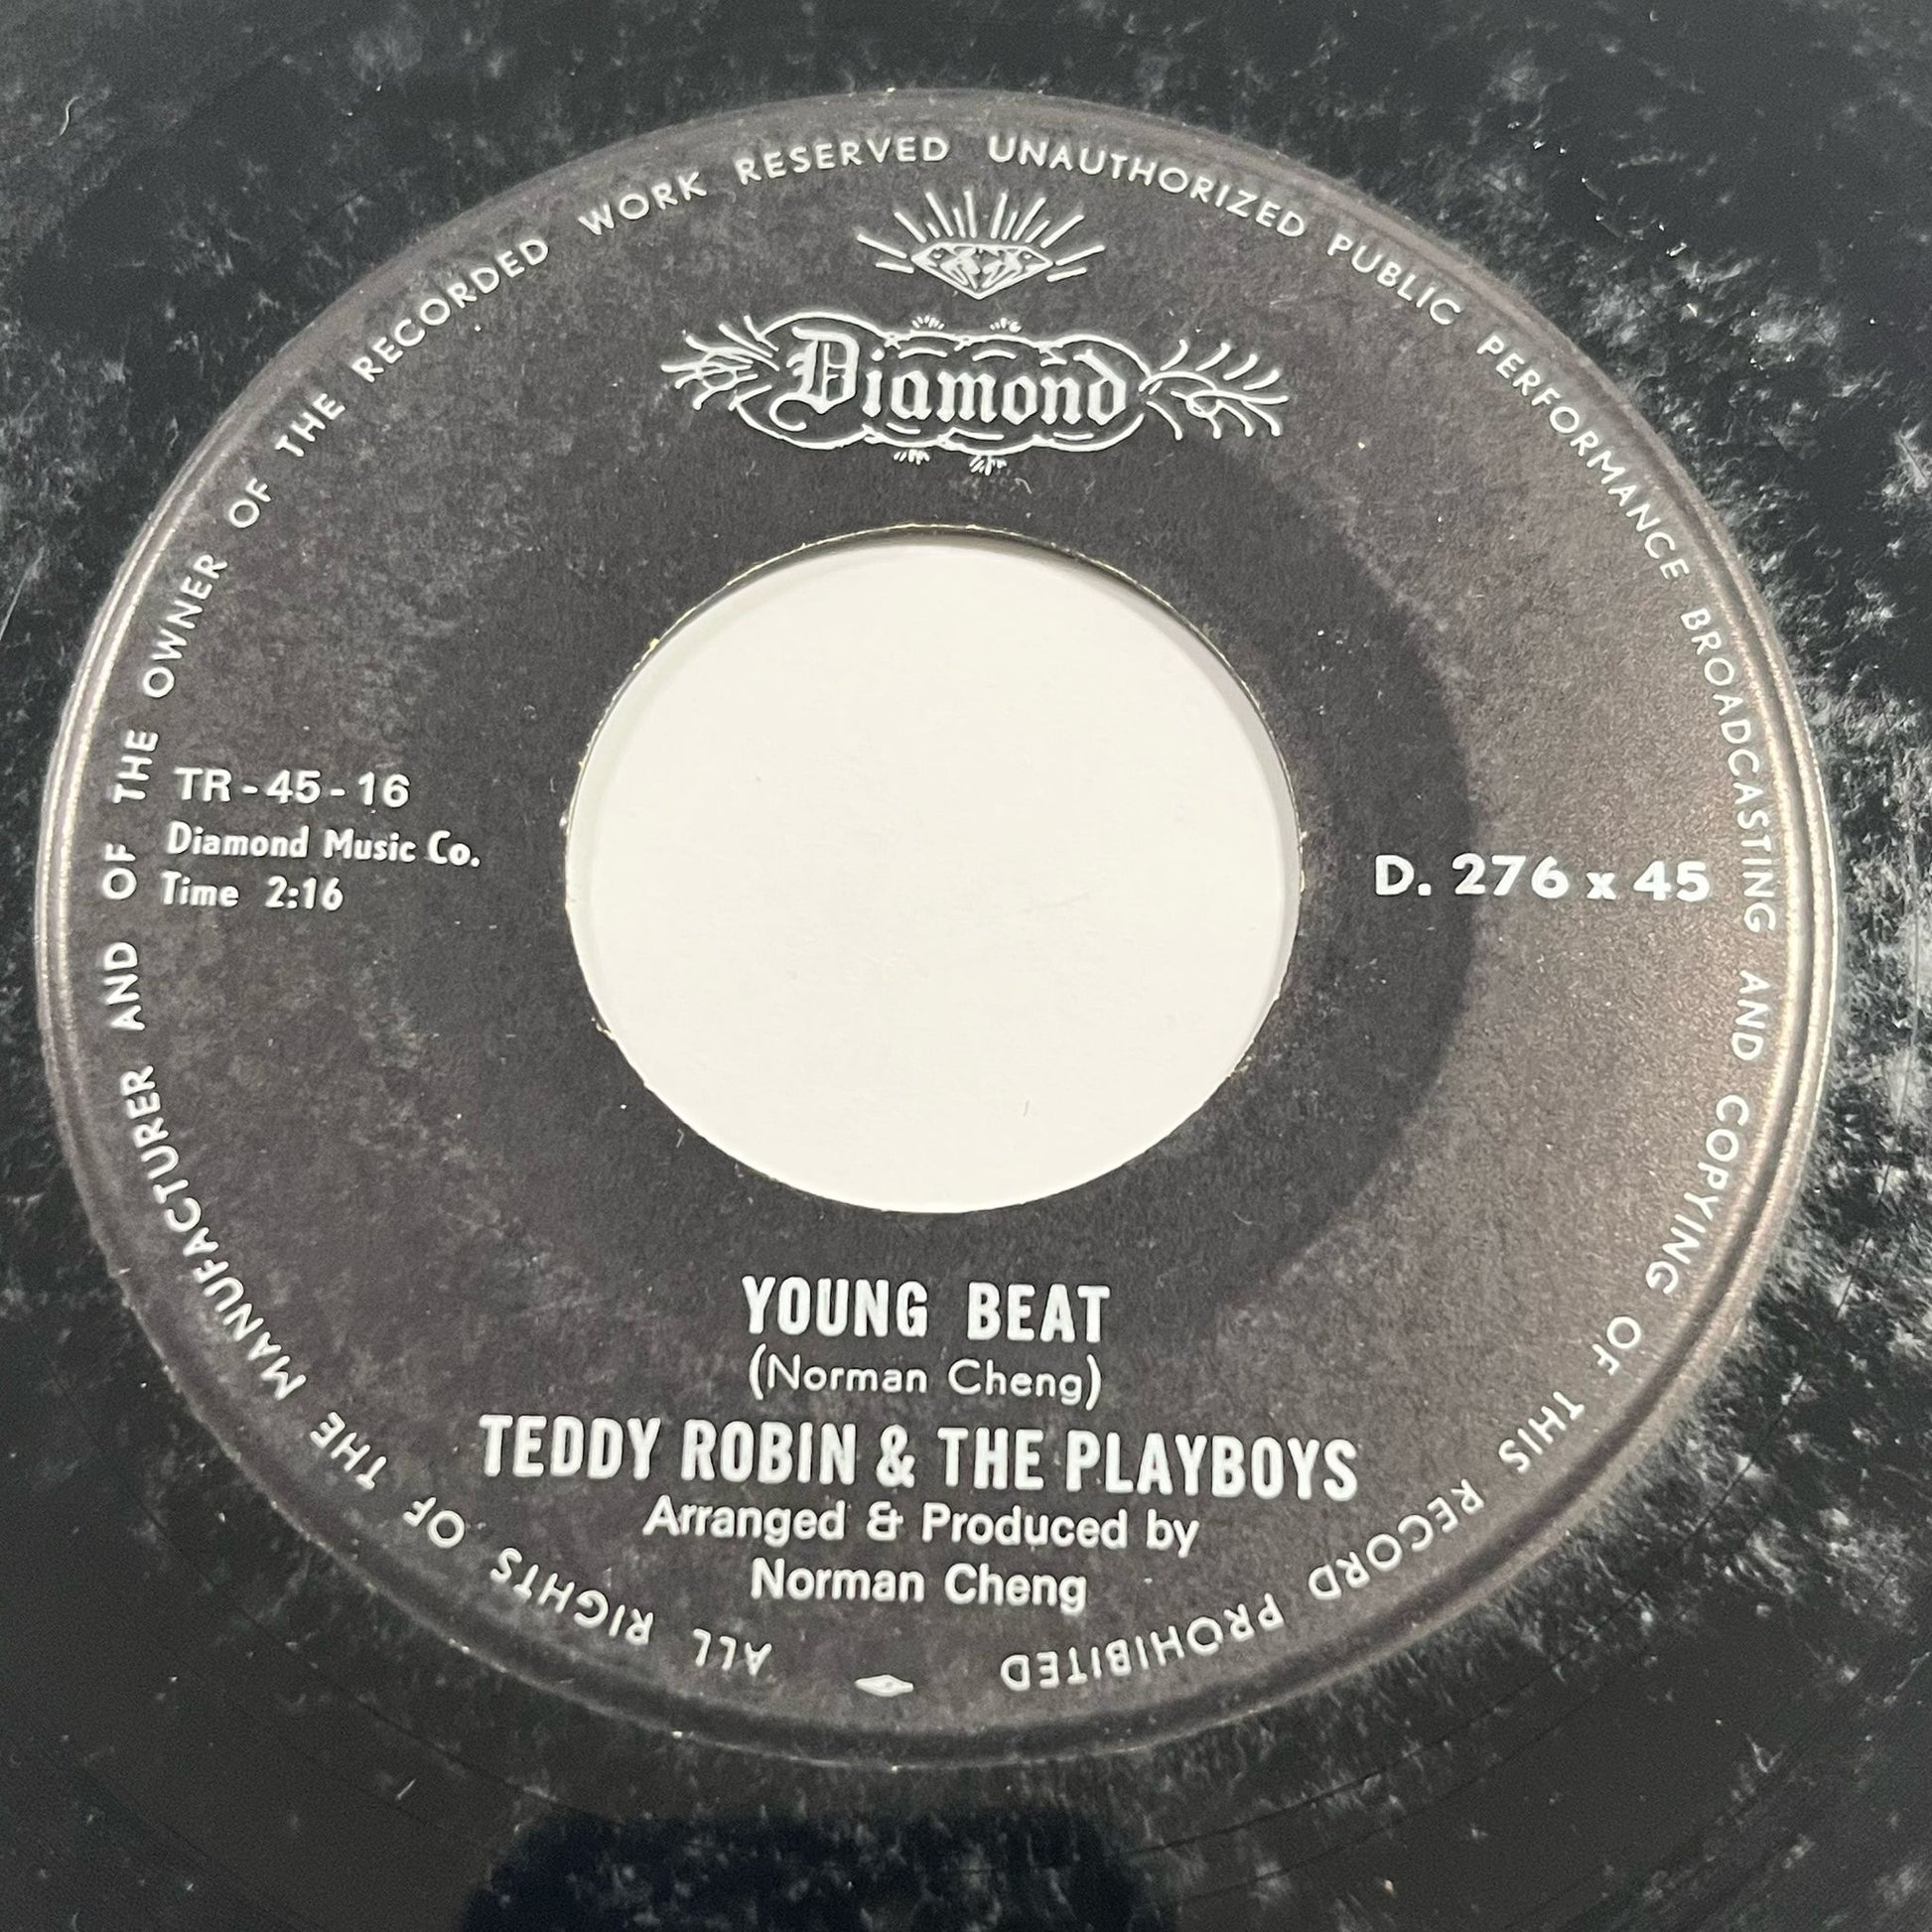 ALL RIGHTS OF THE MANUFACTURER AND OF THE OWNER OF THE RECORDED WORK RESERVED UNAUTHORIZED PUBLIC PERFORMANCE BROADCASTING AND COPYING OF THIS RECORD PROHIBITED
Diamond
TR-45-16
Diamond Music Co.
Time 2:16
D. 276 x 45
YOUNG BEAT
(Norman Cheng)
TEDDY ROBIN & THE PLAYBOYS
Arranged & Produced by
Norman Cheng